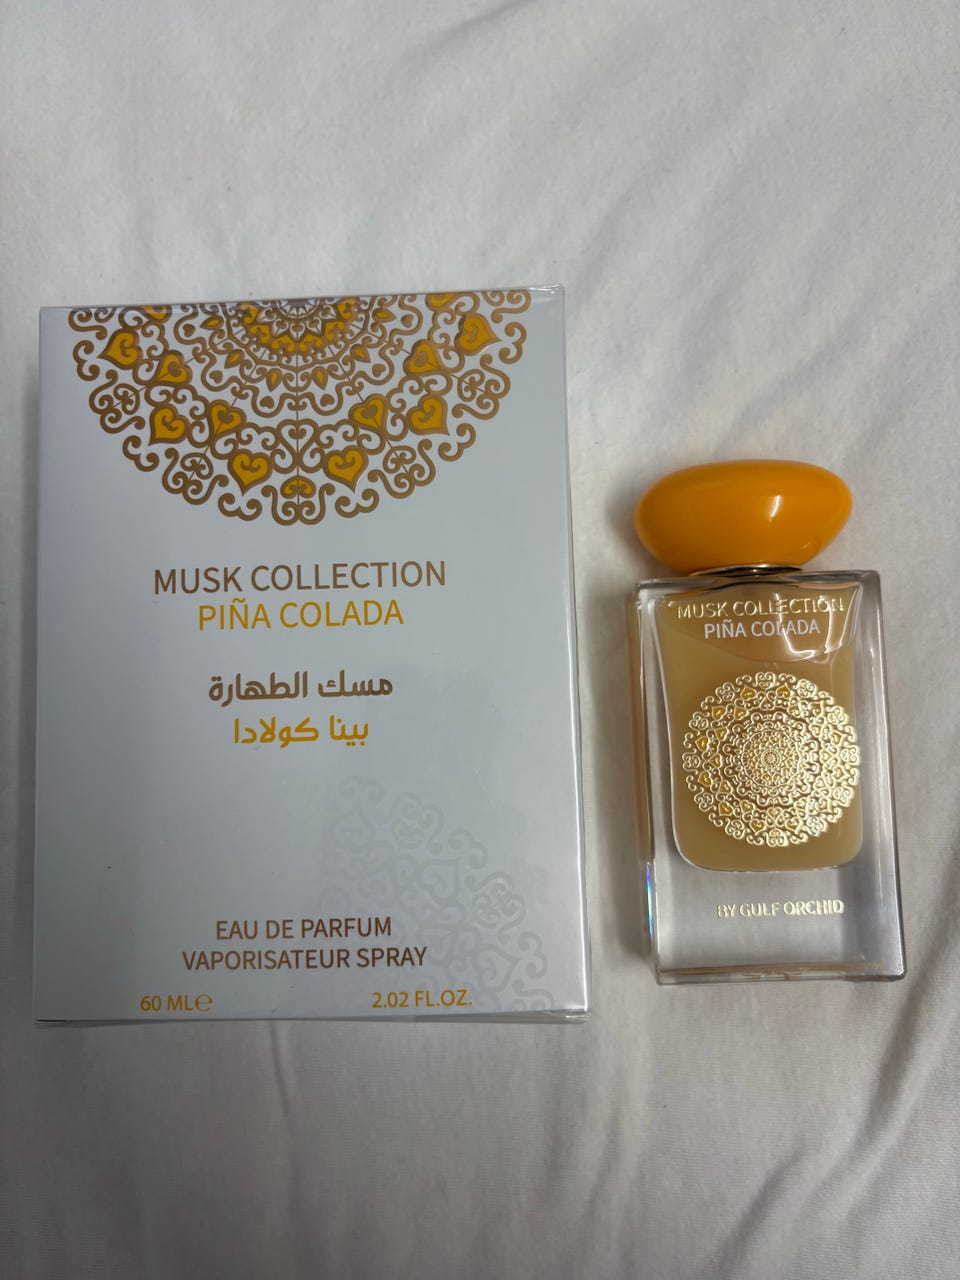 MUSK COLLECTION
PIÑA COLADA
مسك الطهارة
بينا كولادا
EAU DE PARFUM
VAPORISATEUR SPRAY
60 ML℮
2.02 FL.OZ.
MUSK COLLECTION
PIÑA COLADA
BY GULF ORCHID